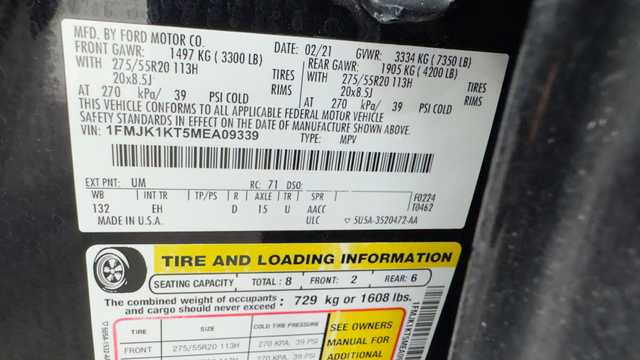 MFD. BY FORD MOTOR CO.
DATE: 02/21 GVWR: 3334 KG (7350 LB)
FRONT GAWR: 1497 KG (3300 LB) REAR GAWR: 1905 KG (4200 LB)
WITH 275/55R20 113H TIRES WITH 275/55R20 113H TIRES
20x8.5J RIMS 20x8.5J RIMS
AT 270 kPa/ 39 PSI COLD AT 270 kPa/ 39 PSI COLD
THIS VEHICLE CONFORMS TO ALL APPLICABLE FEDERAL MOTOR VEHICLE
SAFETY STANDARDS IN EFFECT ON THE DATE OF MANUFACTURE SHOWN ABOVE.
VIN: 1FMJK1KT5MEA09339 TYPE: MPV
EXT PNT: UM RC: 71 DSO:
WB INT TR TP/PS R AXLE TR SPR F0224
132 EH D 15 U AACC T0462
MADE IN U.S.A. ULC 5U5A-3520472-AA
TIRE AND LOADING INFORMATION
SEATING CAPACITY TOTAL: 8 FRONT: 2 REAR: 6
The combined weight of occupants and cargo should never exceed: 729 kg or 1608 lbs.
TIRE SIZE COLD TIRE PRESSURE
FRONT 275/55R20 113H 270 KPA, 39 PSI
SEE OWNERS
MANUAL FOR
ADDITIONAL